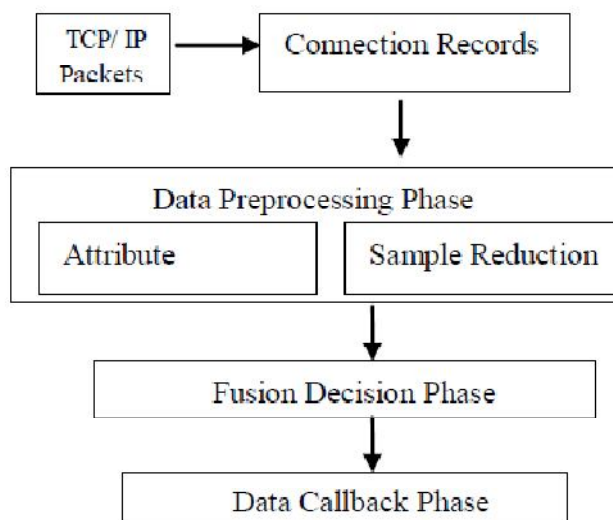 TCP/ IP
Packets
Connection Records
Data Preprocessing Phase
Attribute
Sample Reduction
Fusion Decision Phase
Data Callback Phase